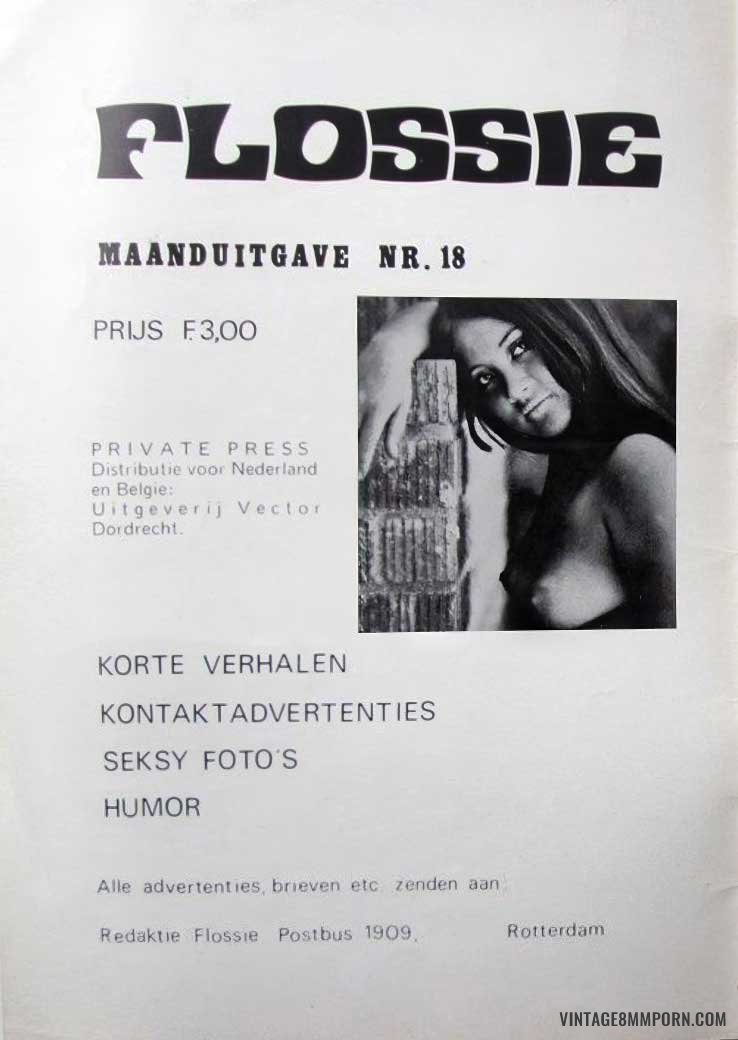 FLOSSIE
MAANDUITGAVE NR. 18
PRIJS F.3,00
PRIVATE PRESS
Distributie voor Nederland
en Belgie:
Uitgeverij Vector
Dordrecht.
KORTE VERHALEN
KONTAKTADVERTENTIES
SEKSY FOTO'S
HUMOR
Alle advertenties, brieven etc. zenden aan:
Redaktie Flossie Postbus 1909, Rotterdam
VINTAGE8MMPORN.COM